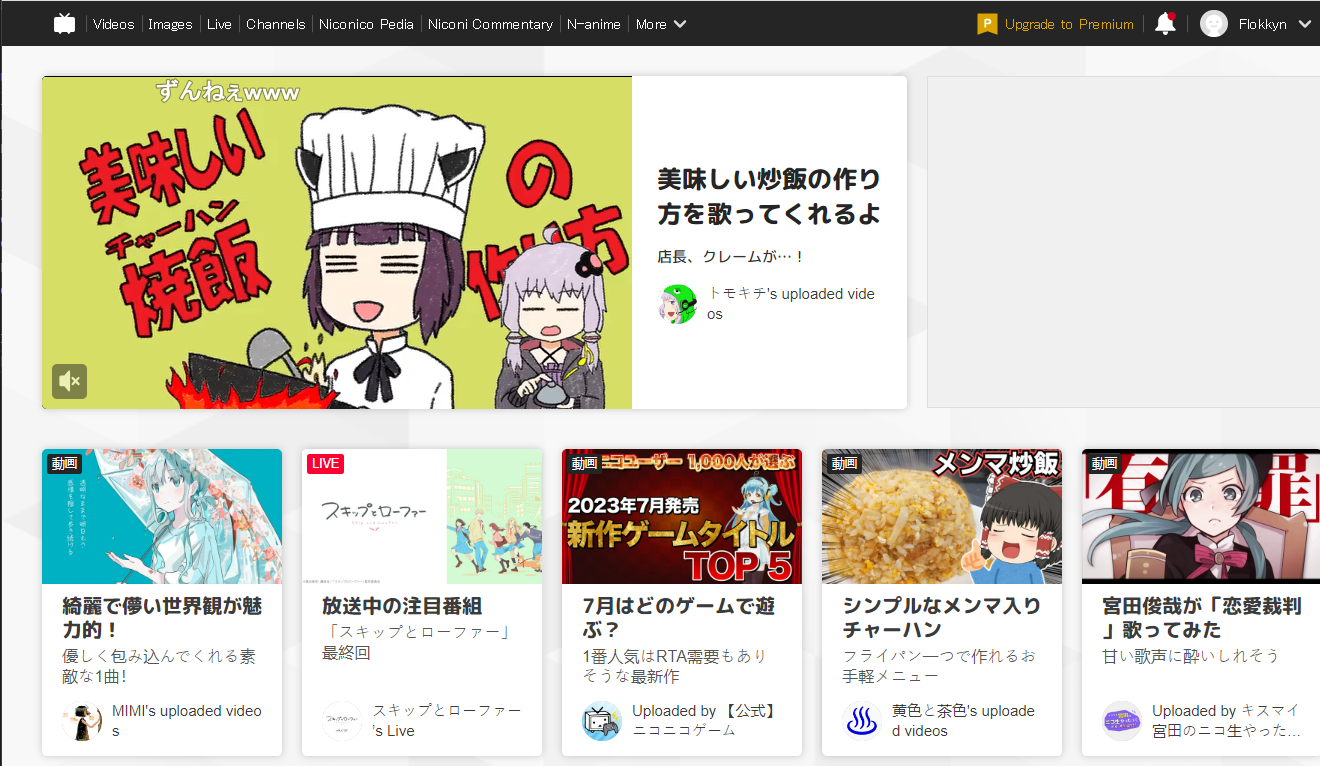 Videos
Images
Live
Channels
Niconico Pedia
Niconi Commentary
N-anime
More
P
Upgrade to Premium
Flokkyn
ずんねぇwww
美味しい
チャーハン
焼飯
の
作り方
美味しい炒飯の作り
方を歌ってくれるよ
店長、クレームが…！
トモキチ's uploaded vide
os
動画
綺麗で儚い世界観が魅
力的！
優しく包み込んでくれる素
敵な1曲!
MIMI's uploaded video
s
LIVE
スキップとローファー
放送中の注目番組
「スキップとローファー」
最終回
スキップとローファー
's Live
動画
ニコユーザー 1,000人が選ぶ
2023年7月発売
新作ゲームタイトル
TOP 5
7月はどのゲームで遊
ぶ？
1番人気はRTA需要もあり
そうな最新作
Uploaded by 【公式】
ニコニコゲーム
動画
メンマ炒飯
シンプルなメンマ入り
チャーハン
フライパン一つで作れるお
手軽メニュー
黄色と茶色's uploade
d videos
動画
有罪
宮田俊哉が「恋愛裁判
」歌ってみた
甘い歌声に酔いしれそう
Uploaded by キスマイ
宮田のニコ生やった…